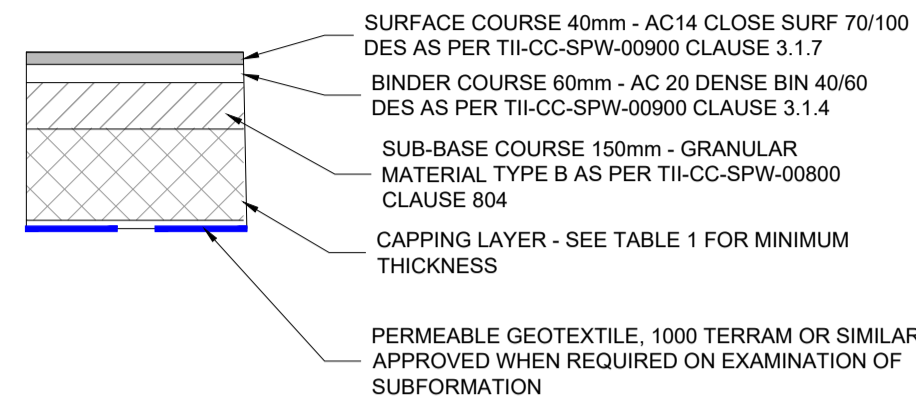 SURFACE COURSE 40mm - AC14 CLOSE SURF 70/100
DES AS PER TII-CC-SPW-00900 CLAUSE 3.1.7
BINDER COURSE 60mm - AC 20 DENSE BIN 40/60
DES AS PER TII-CC-SPW-00900 CLAUSE 3.1.4
SUB-BASE COURSE 150mm - GRANULAR
MATERIAL TYPE B AS PER TII-CC-SPW-00800
CLAUSE 804
CAPPING LAYER - SEE TABLE 1 FOR MINIMUM
THICKNESS
PERMEABLE GEOTEXTILE, 1000 TERRAM OR SIMILAR
APPROVED WHEN REQUIRED ON EXAMINATION OF
SUBFORMATION